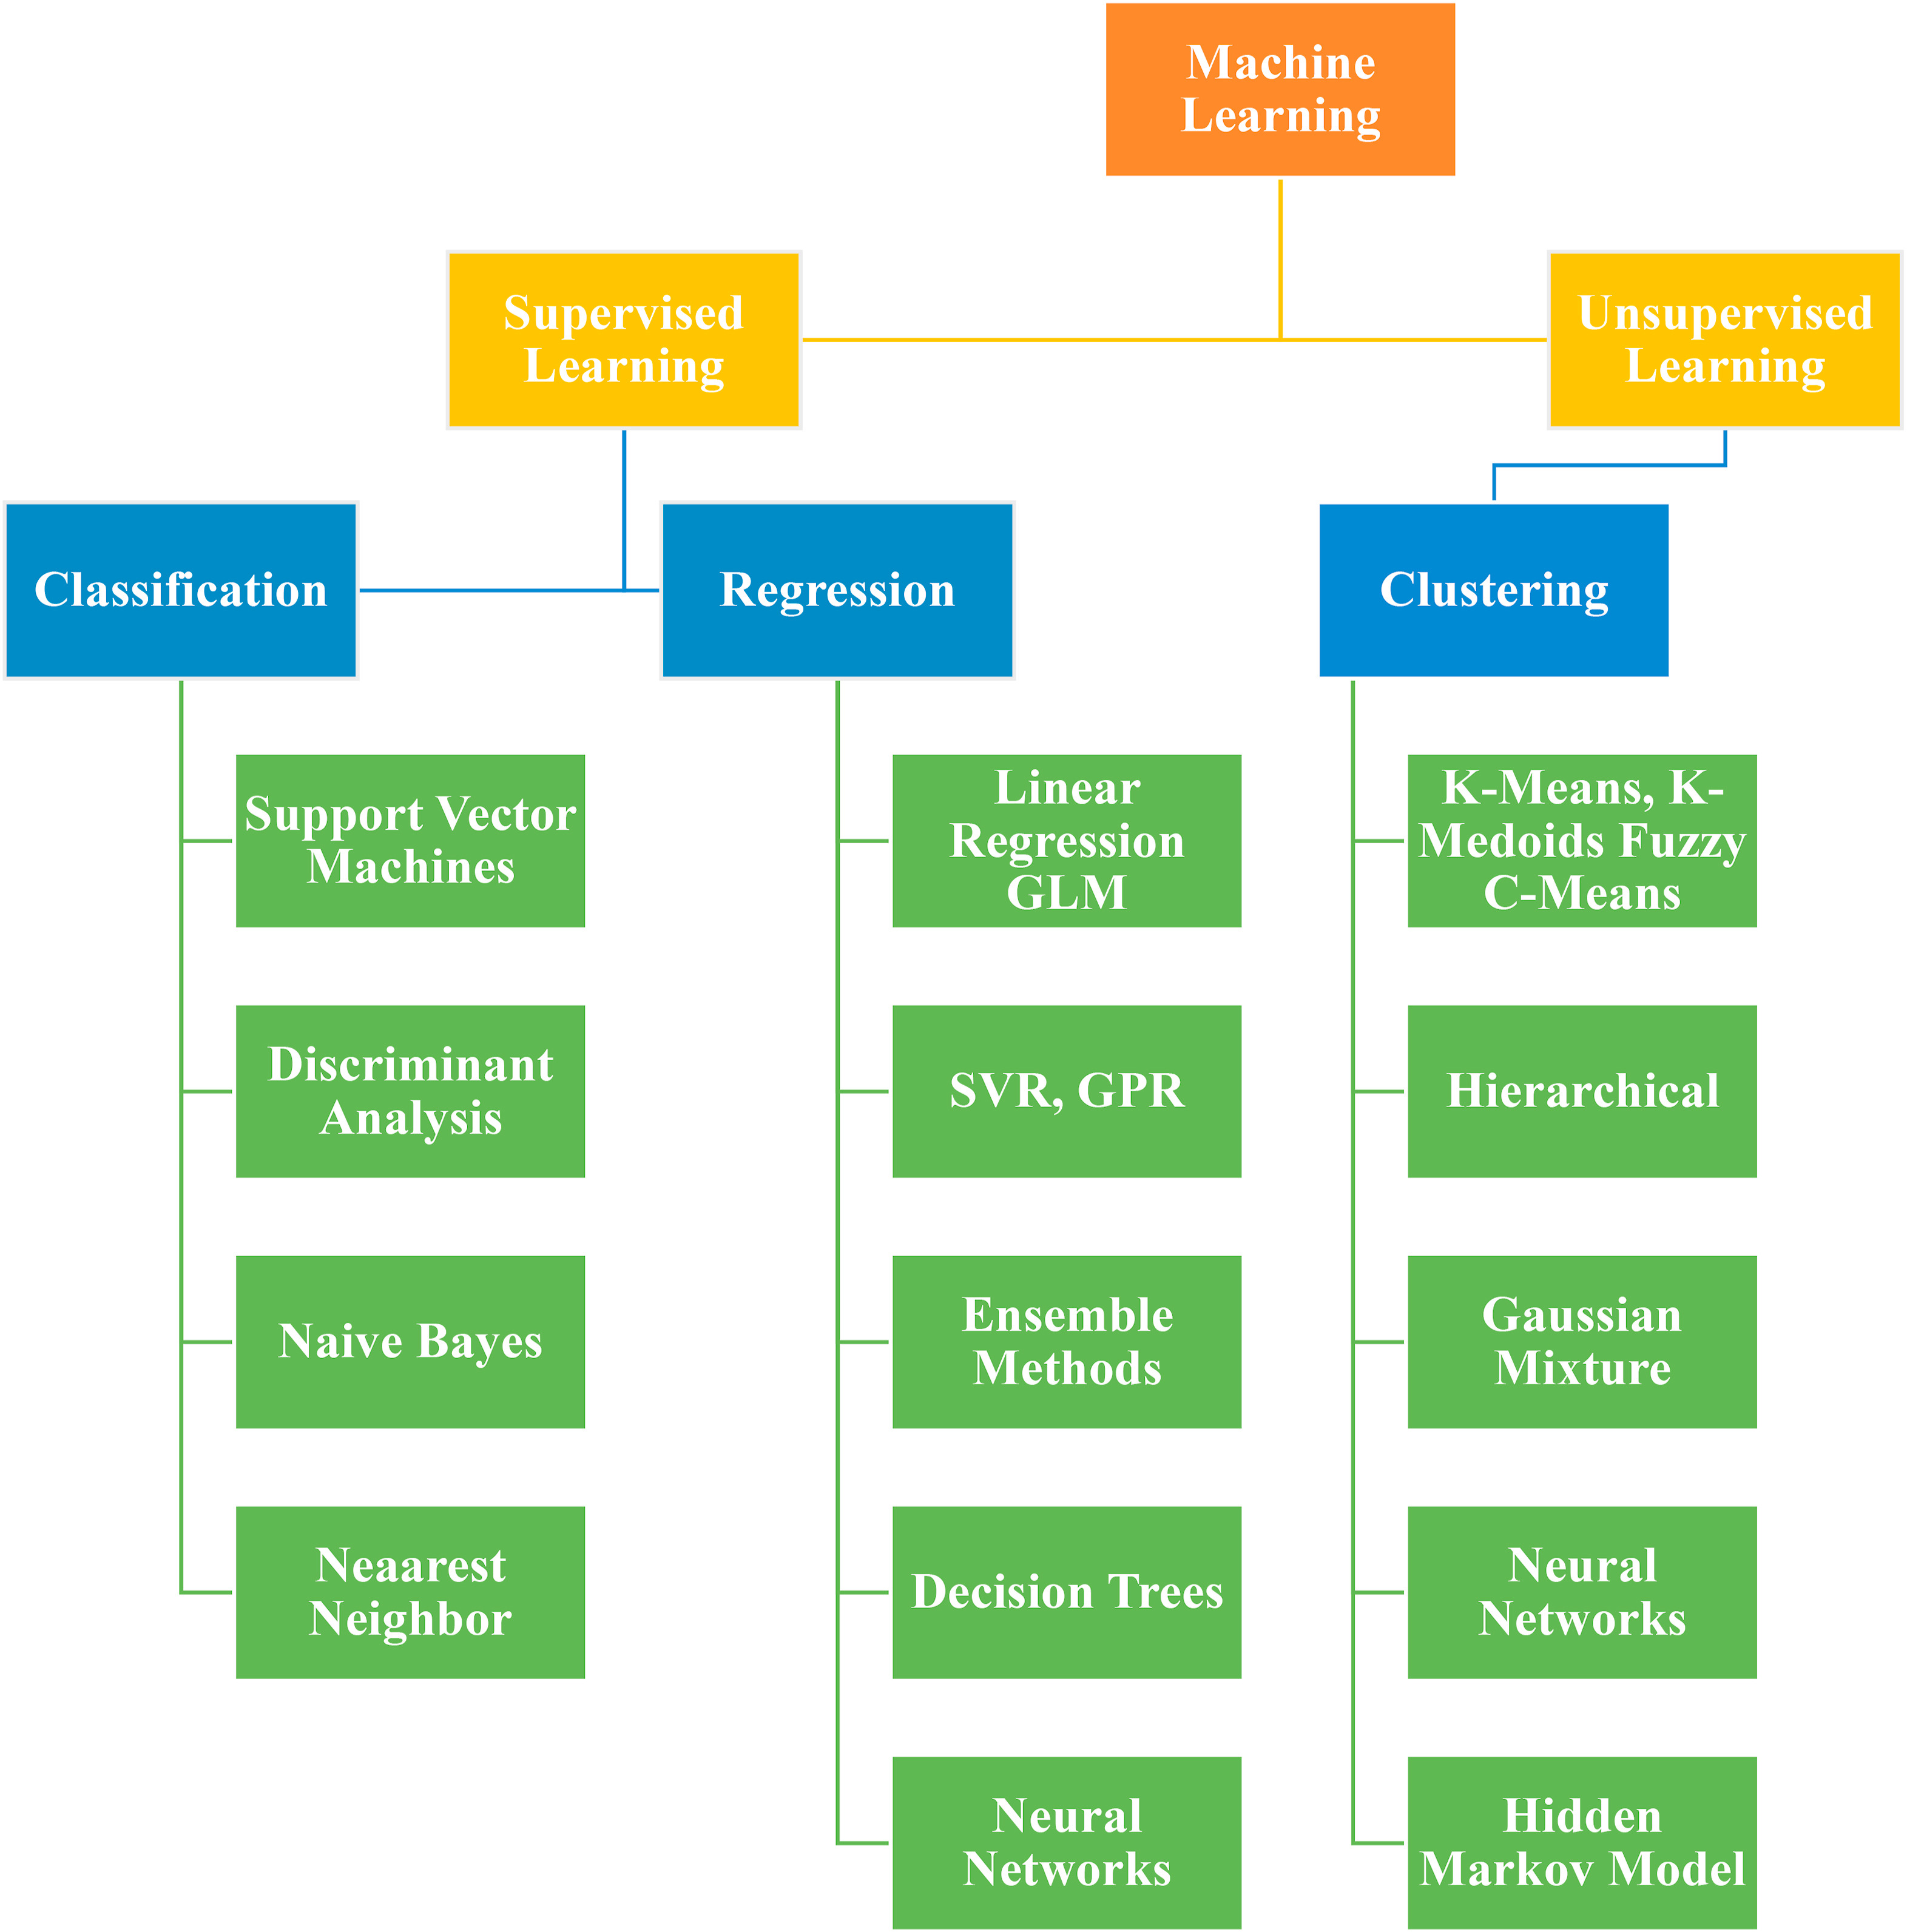 Machine
Learning
Supervised
Learning
Unsupervised
Learning
Classification
Regression
Clustering
Support Vector
Machines
Discriminant
Analysis
Naive Bayes
Neaarest
Neighbor
Linear
Regression
GLM
SVR, GPR
Ensemble
Methods
Decision Trees
Neural
Networks
K-Means, K-
Medoids Fuzzy
C-Means
Hierarchical
Gaussian
Mixture
Neural
Networks
Hidden
Markov Model